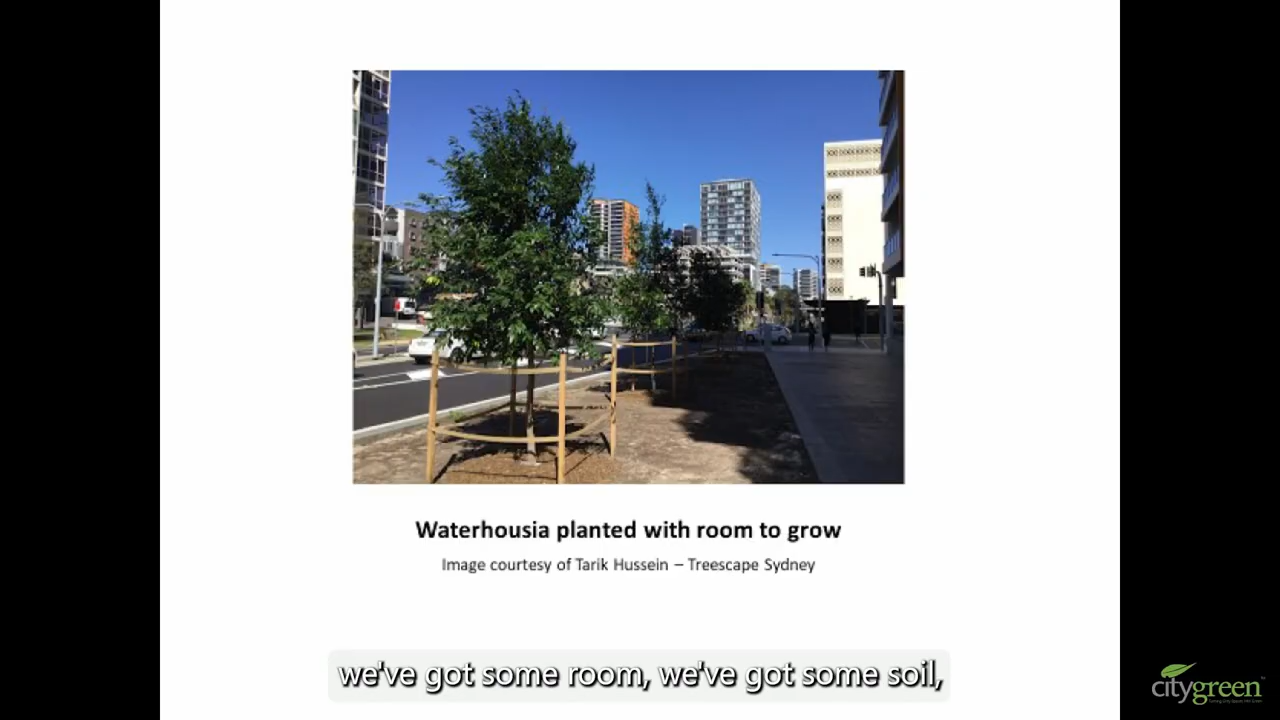 Waterhousia planted with room to grow
Image courtesy of Tarik Hussein – Treescape Sydney
we've got some room, we've got some soil,
citygreen